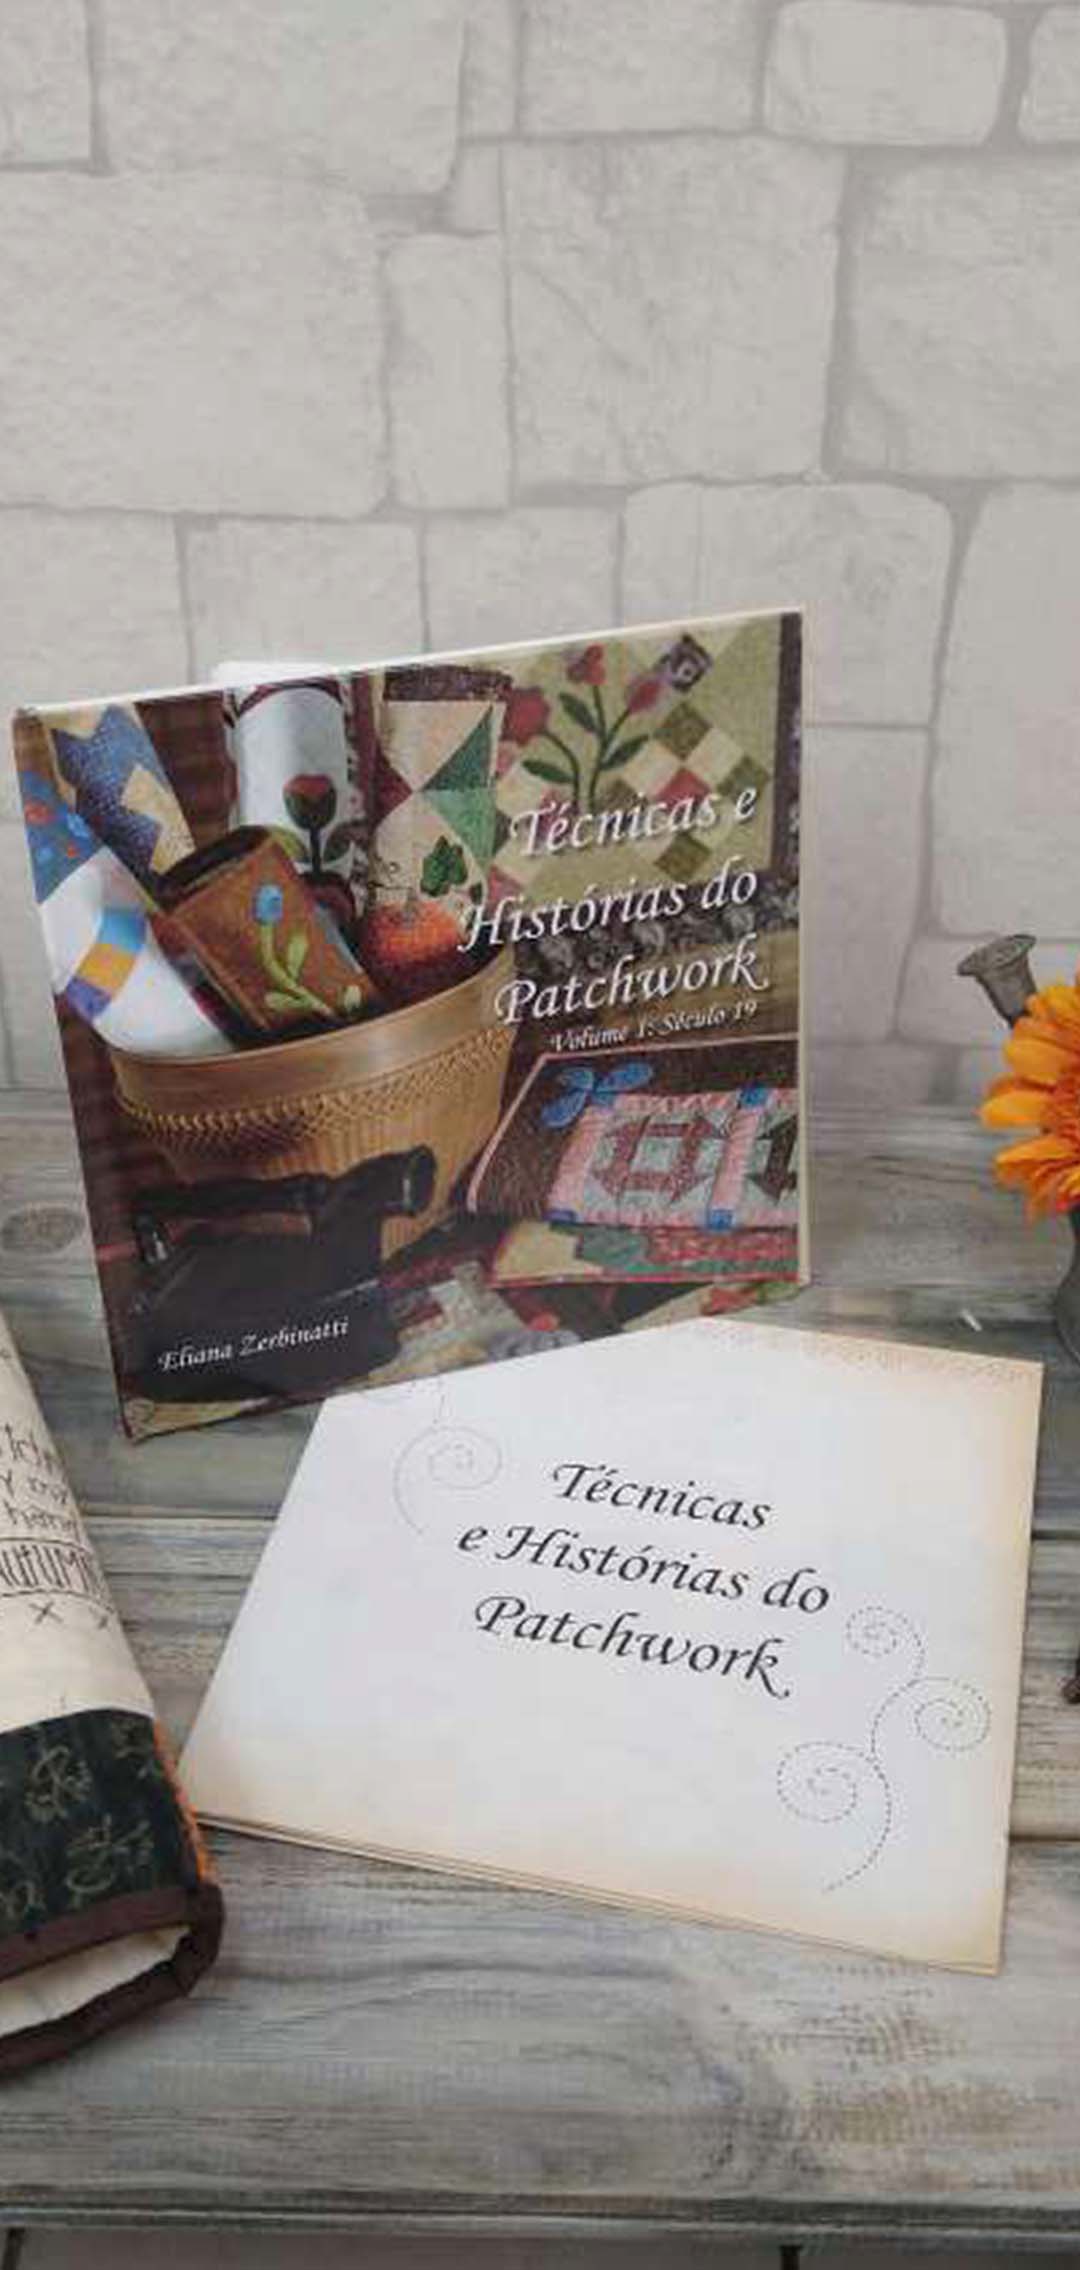 Técnicas e
Histórias do
Patchwork
Volume 1: Século 19
Eliana Zerbinatti
Técnicas
e Histórias do
Patchwork